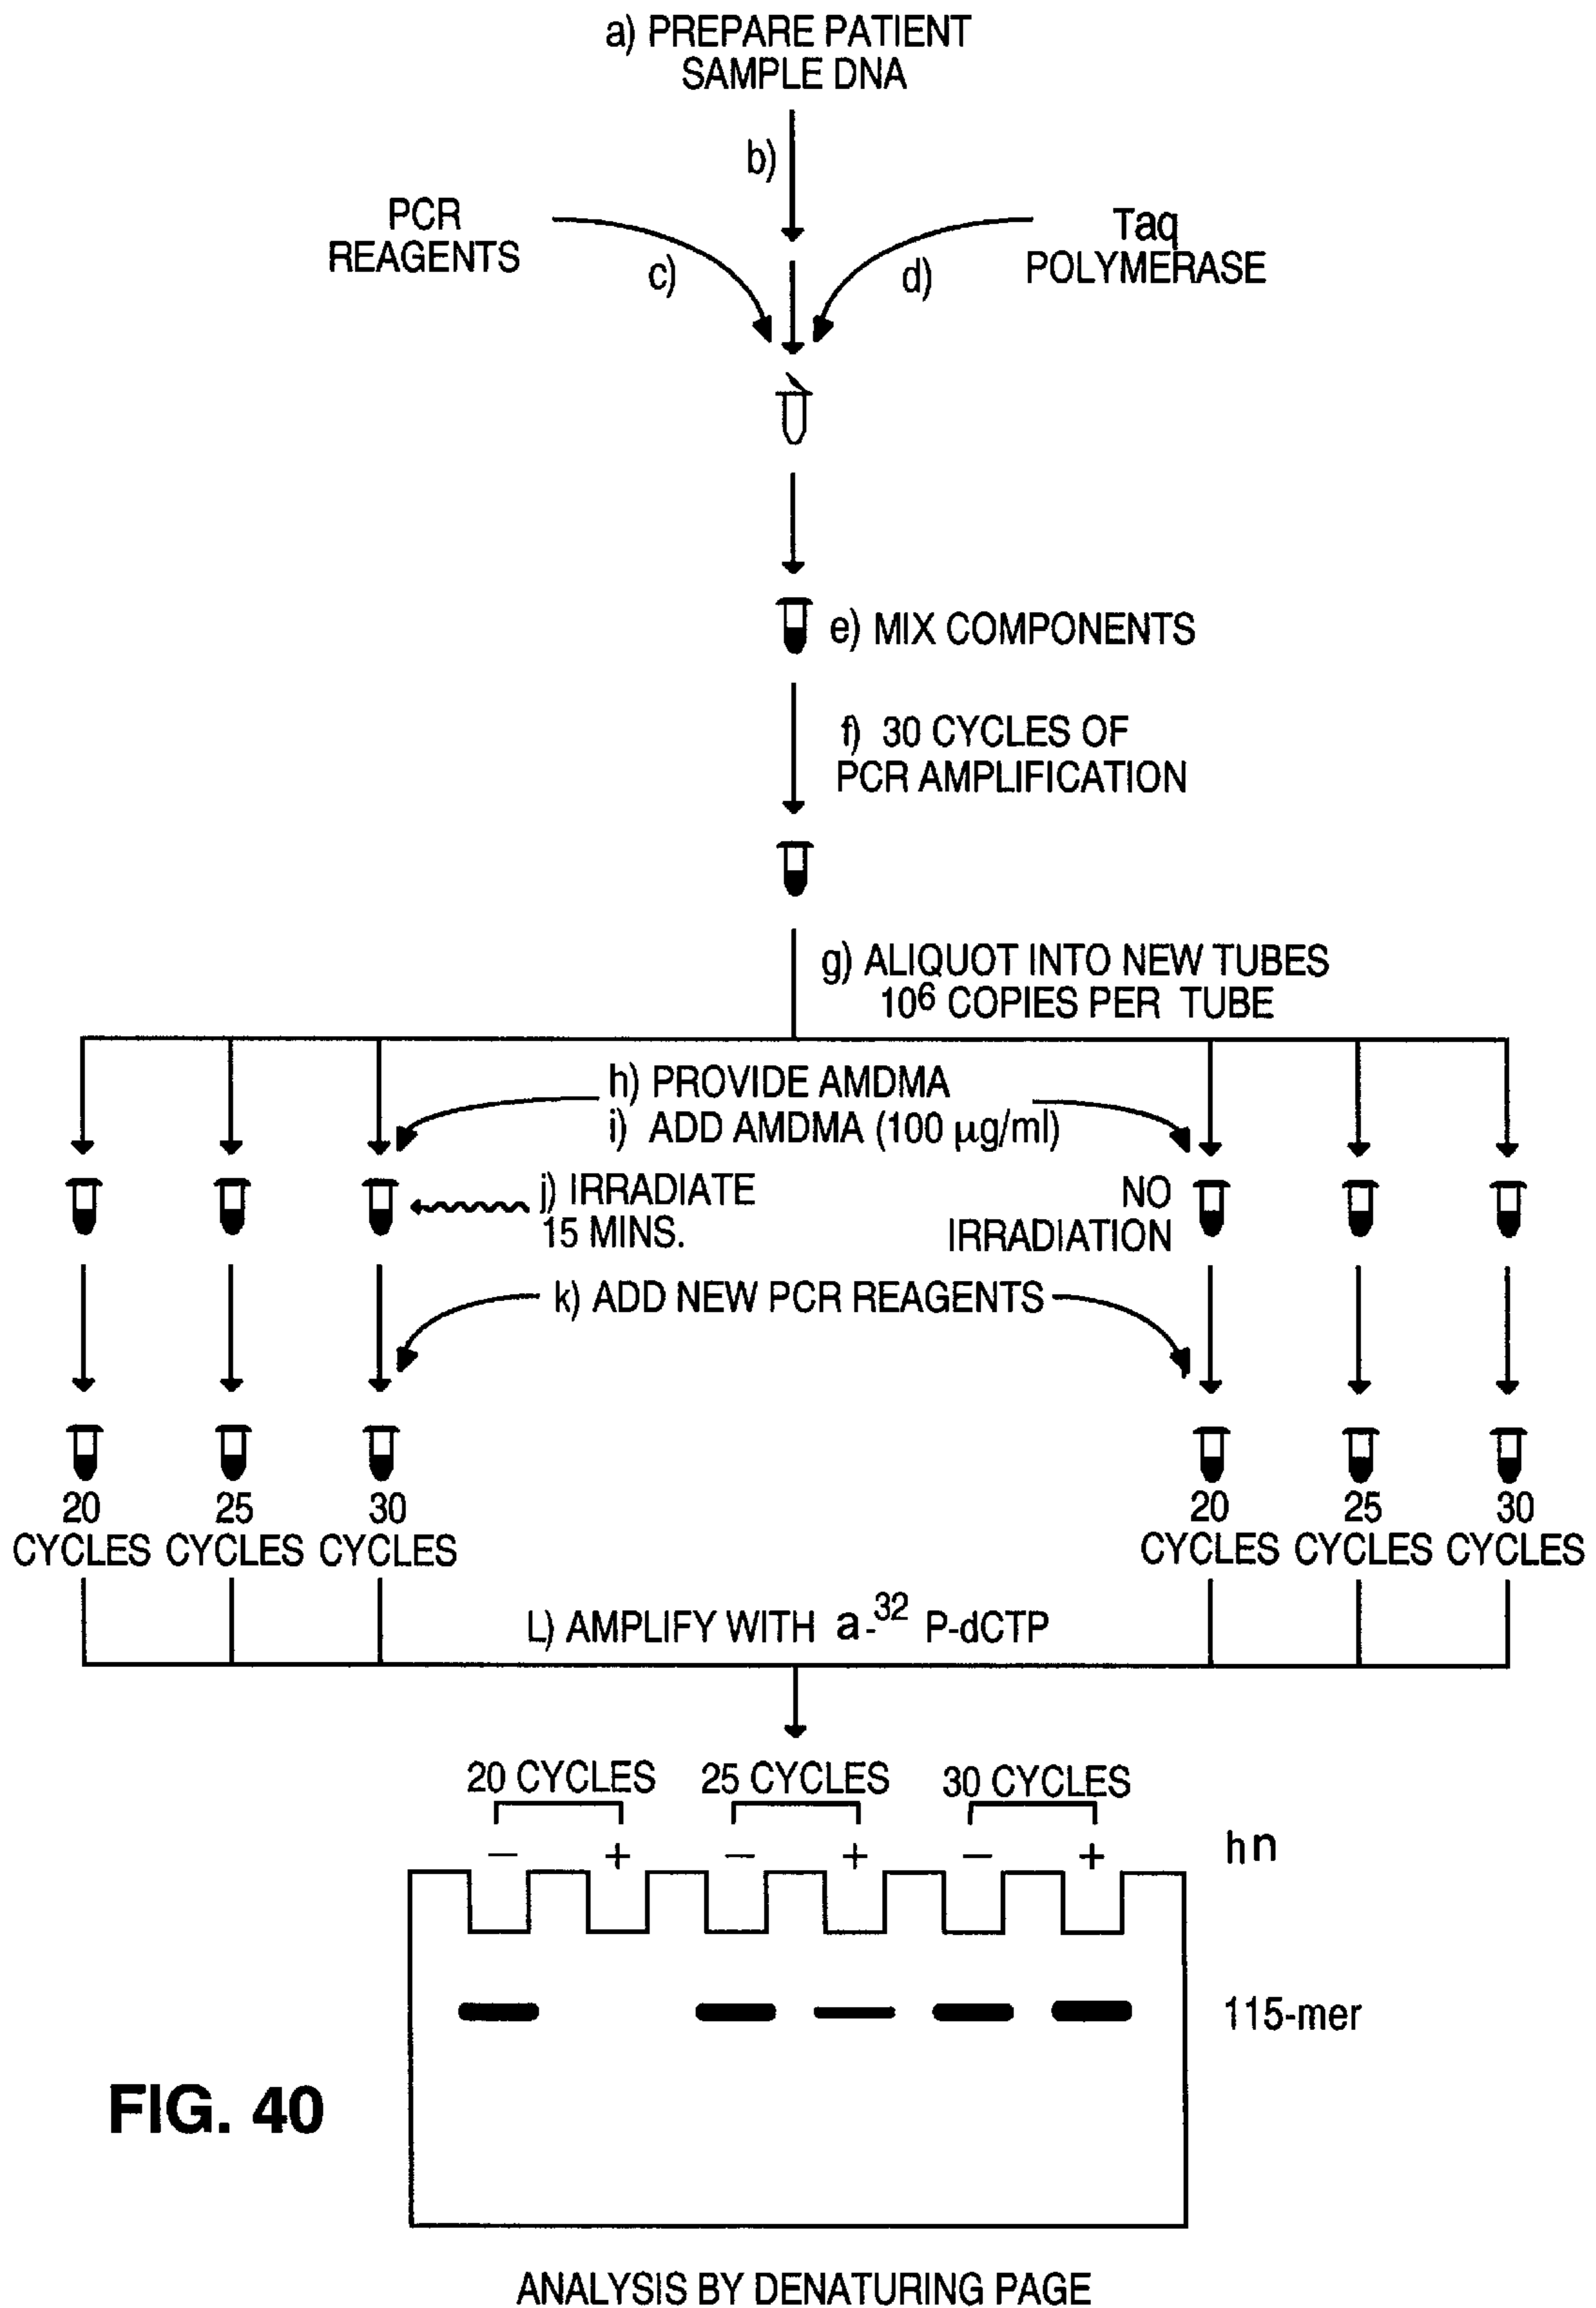 a) PREPARE PATIENT
SAMPLE DNA
b)
PCR
REAGENTS
c)
d)
Taq
POLYMERASE
e) MIX COMPONENTS
f) 30 CYCLES OF
PCR AMPLIFICATION
g) ALIQUOT INTO NEW TUBES
10⁶ COPIES PER TUBE
h) PROVIDE AMDMA
i) ADD AMDMA (100 µg/ml)
j) IRRADIATE
15 MINS.
NO
IRRADIATION
k) ADD NEW PCR REAGENTS
20 25 30 20 25 30
CYCLES CYCLES CYCLES CYCLES CYCLES CYCLES
L) AMPLIFY WITH a-³² P-dCTP
20 CYCLES 25 CYCLES 30 CYCLES
− + − + − + hn
115-mer
FIG. 40
ANALYSIS BY DENATURING PAGE